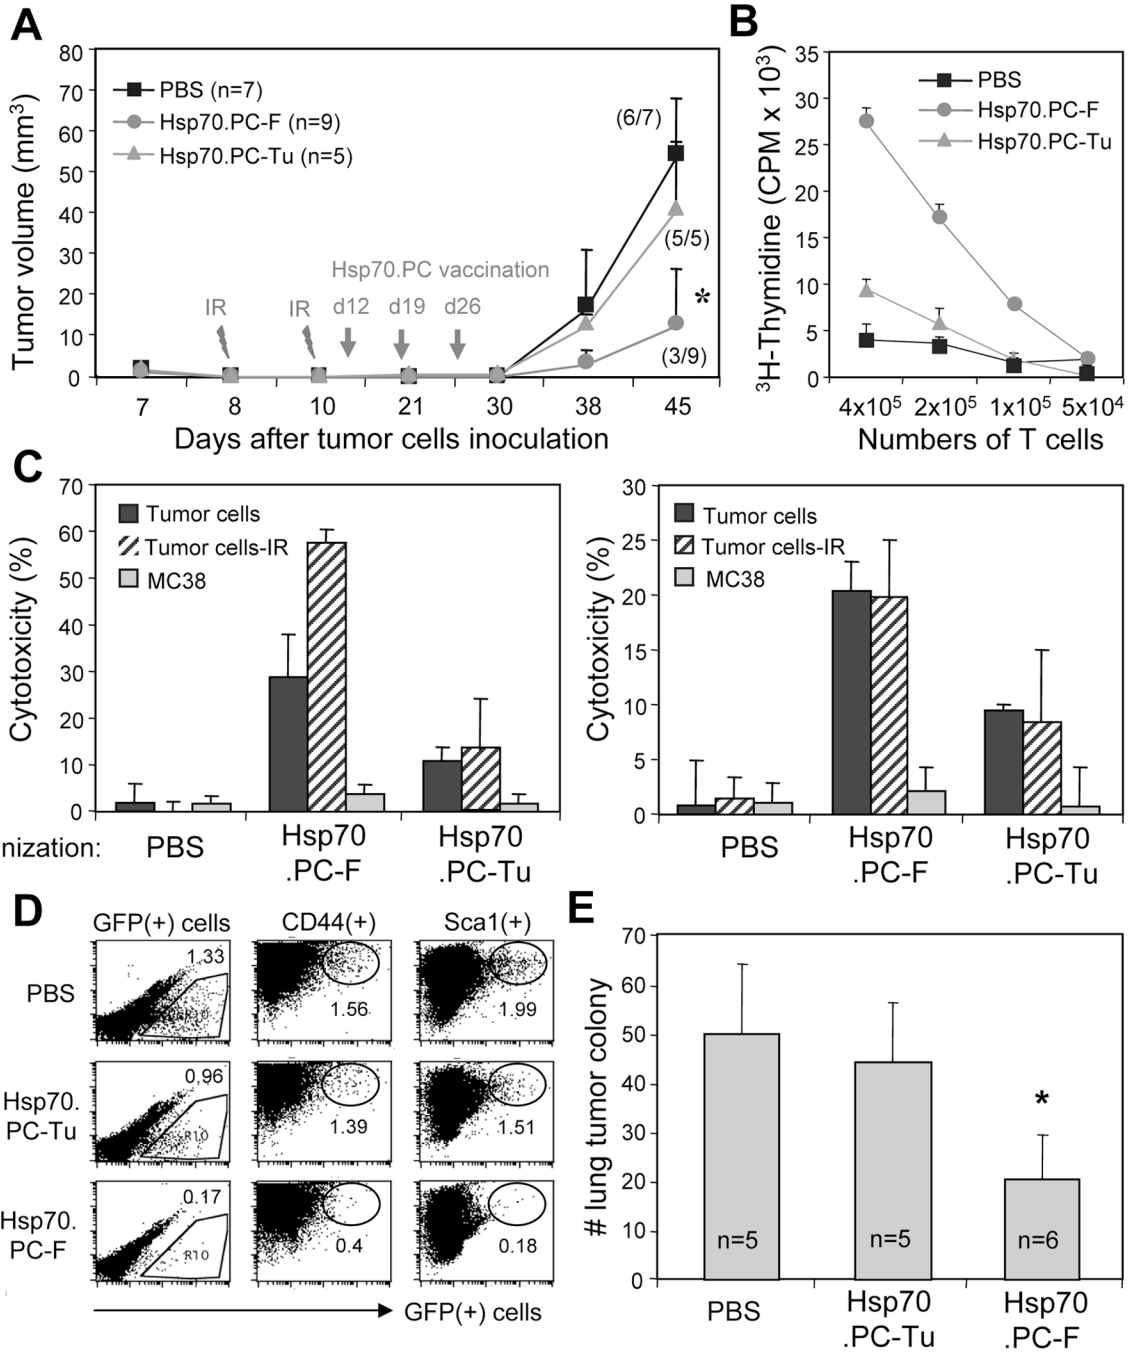 A
80
70
60
50
40
30
20
10
0
Tumor volume (mm³)
PBS (n=7)
Hsp70.PC-F (n=9)
Hsp70.PC-Tu (n=5)
(6/7)
(5/5)
*
(3/9)
Hsp70.PC vaccination
IR
IR
d12
d19
d26
7 8 10 21 30 38 45
Days after tumor cells inoculation
B
35
30
25
20
15
10
5
0
³H-Thymidine (CPM x 10³)
PBS
Hsp70.PC-F
Hsp70.PC-Tu
4x10⁵ 2x10⁵ 1x10⁵ 5x10⁴
Numbers of T cells
C
70
60
50
40
30
20
10
0
Cytotoxicity (%)
Tumor cells
Tumor cells-IR
MC38
nization:
PBS
Hsp70
.PC-F
Hsp70
.PC-Tu
30
25
20
15
10
5
0
Cytotoxicity (%)
Tumor cells
Tumor cells-IR
MC38
PBS
Hsp70
.PC-F
Hsp70
.PC-Tu
D
GFP(+) cells
CD44(+)
Sca1(+)
PBS
1.33
1.56
1.99
Hsp70.
PC-Tu
0.96
R10
1.39
1.51
Hsp70.
PC-F
0.17
R10
0.4
0.18
GFP(+) cells
E
70
60
50
40
30
20
10
0
# lung tumor colony
*
n=5
n=5
n=6
PBS
Hsp70
.PC-Tu
Hsp70
.PC-F